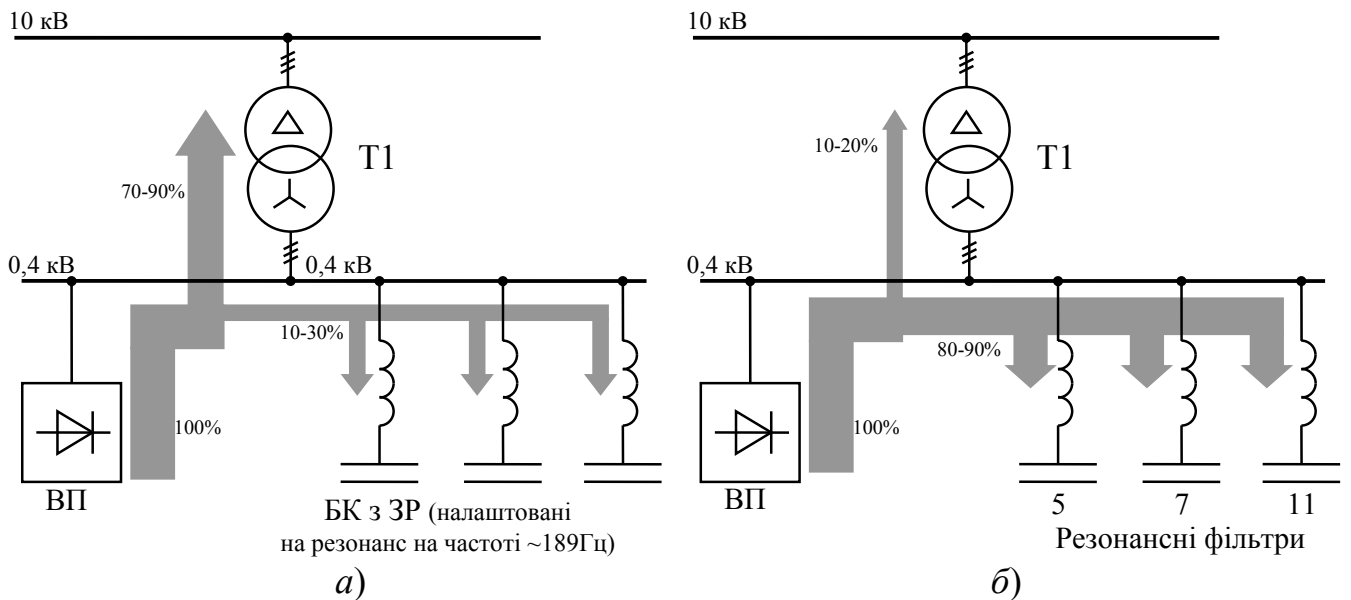 10 кВ
Т1
70-90%
0,4 кВ
0,4 кВ
10-30%
100%
ВП
БК з ЗР (налаштовані
на резонанс на частоті ~189Гц)
а)
10 кВ
10-20%
Т1
0,4 кВ
80-90%
100%
ВП
5 7 11
Резонансні фільтри
б)